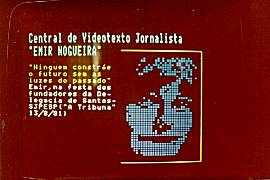 Central de Videotexto Jornalista
"EMIR NOGUEIRA"
"Ninguem constróe
o futuro sem as
luzes do passado"
Emir,na festa dos
fundadores da De-
legacia de Santos-
SJPESP("A Tribuna"
13/8/81)